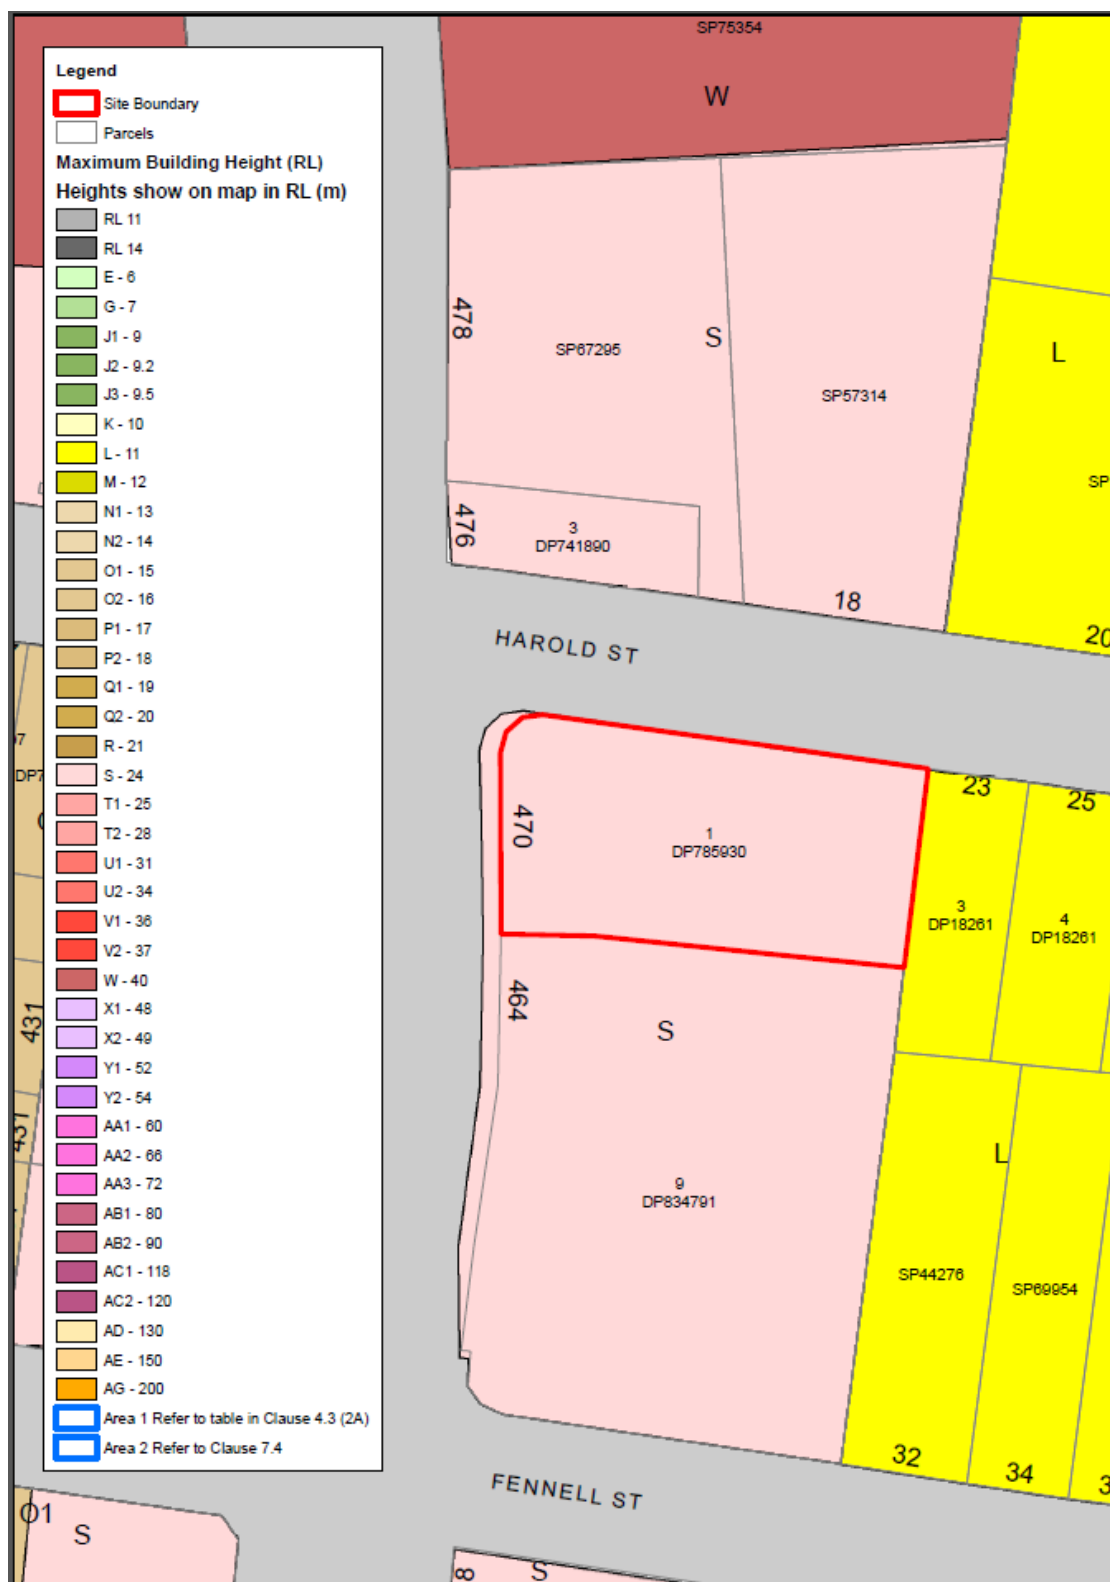 Legend
Site Boundary
Parcels
Maximum Building Height (RL)
Heights show on map in RL (m)
RL 11
RL 14
E - 6
G - 7
J1 - 9
J2 - 9.2
J3 - 9.5
K - 10
L - 11
M - 12
N1 - 13
N2 - 14
O1 - 15
O2 - 16
P1 - 17
P2 - 18
Q1 - 19
Q2 - 20
R - 21
S - 24
T1 - 25
T2 - 28
U1 - 31
U2 - 34
V1 - 36
V2 - 37
W - 40
X1 - 48
X2 - 49
Y1 - 52
Y2 - 54
AA1 - 60
AA2 - 66
AA3 - 72
AB1 - 80
AB2 - 90
AC1 - 118
AC2 - 120
AD - 130
AE - 150
AG - 200
Area 1 Refer to table in Clause 4.3 (2A)
Area 2 Refer to Clause 7.4
SP75354
W
478
SP67295
S
SP57314
L
SP
476
3
DP741890
18
20
HAROLD ST
470
1
DP785930
23
25
3
DP18261
4
DP18261
464
S
9
DP834791
L
SP44276
SP69954
32
34
3
FENNELL ST
DP7
431
431
O1
S
8
S